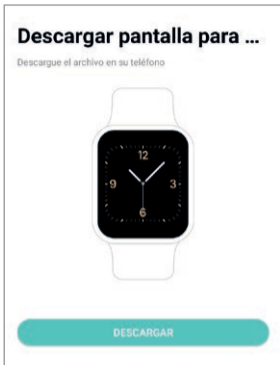 Descargar pantalla para ...
Descargue el archivo en su teléfono
12
9
3
6
DESCARGAR